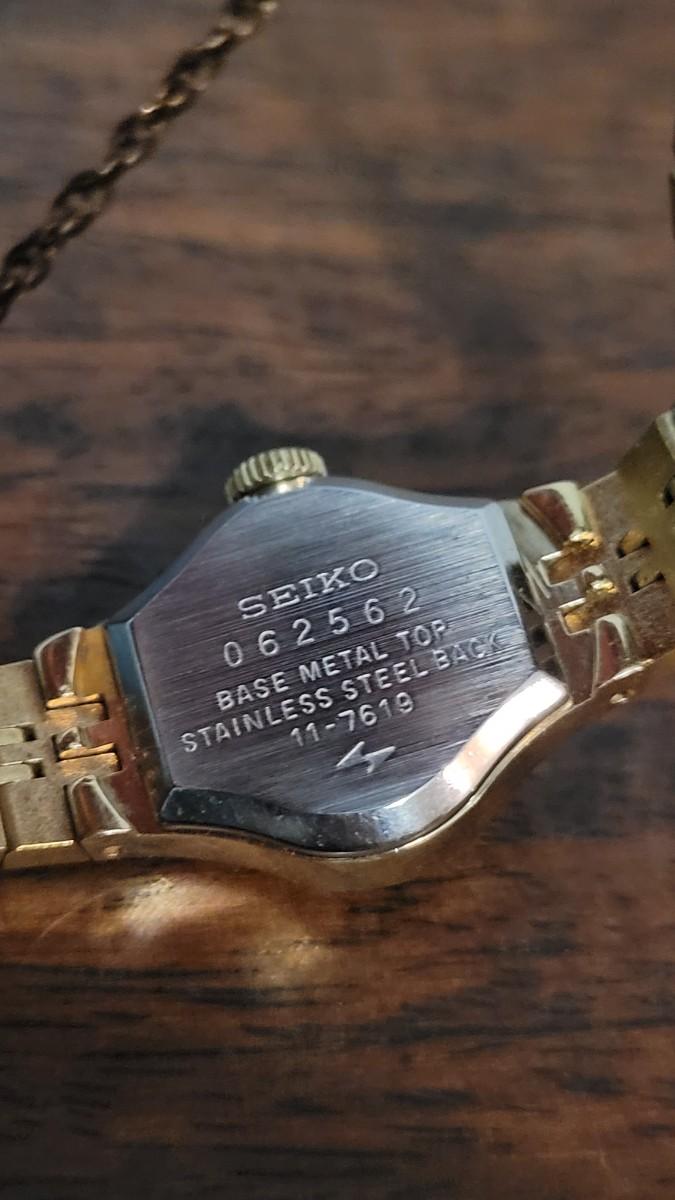 SEIKO
062562
BASE METAL TOP
STAINLESS STEEL BACK
11-7619